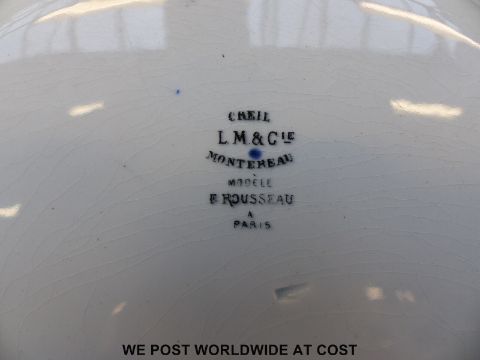 CREIL
L M. & CIE
MONTEREAU
MODÈLE
E. ROUSSEAU
A
PARIS
WE POST WORLDWIDE AT COST